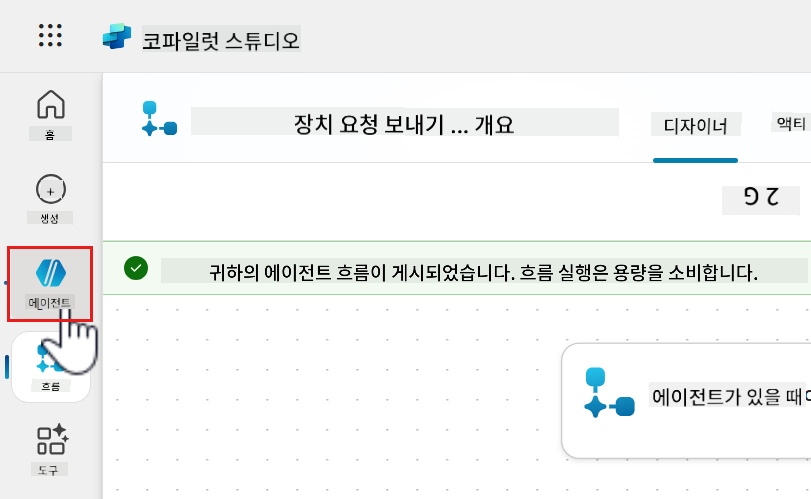 코파일럿 스튜디오
홈
장치 요청 보내기 ... 개요
디자이너
액티
생성
귀하의 에이전트 흐름이 게시되었습니다. 흐름 실행은 용량을 소비합니다.
에이전트
흐름
에이전트가 있을 때
도구